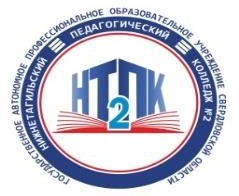 ГОСУДАРСТВЕННОЕ АВТОНОМНОЕ ПРОФЕССИОНАЛЬНОЕ ОБРАЗОВАТЕЛЬНОЕ УЧРЕЖДЕНИЕ СВЕРДЛОВСКОЙ ОБЛАСТИ
НИЖНЕТАГИЛЬСКИЙ ПЕДАГОГИЧЕСКИЙ КОЛЛЕДЖ №2
НТПК
2